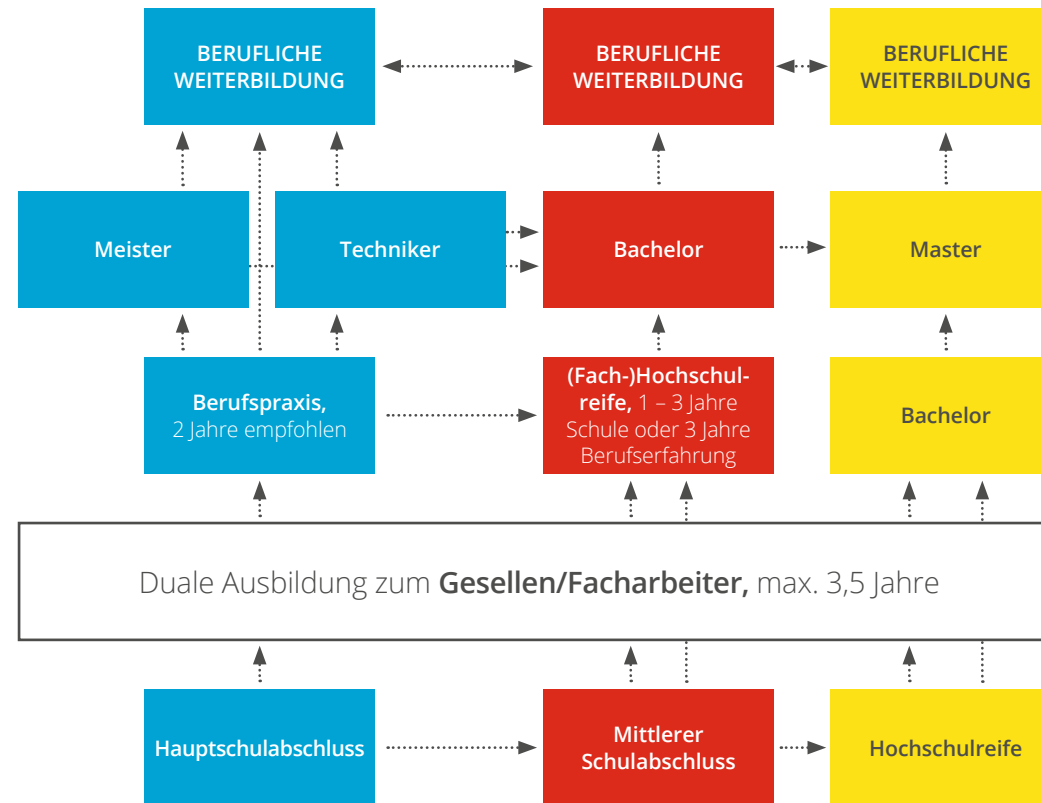 BERUFLICHE
WEITERBILDUNG
BERUFLICHE
WEITERBILDUNG
BERUFLICHE
WEITERBILDUNG
Meister
Techniker
Bachelor
Master
Berufspraxis,
2 Jahre empfohlen
(Fach-)Hochschul-
reife, 1 – 3 Jahre
Schule oder 3 Jahre
Berufserfahrung
Bachelor
Duale Ausbildung zum Gesellen/Facharbeiter, max. 3,5 Jahre
Hauptschulabschluss
Mittlerer
Schulabschluss
Hochschulreife